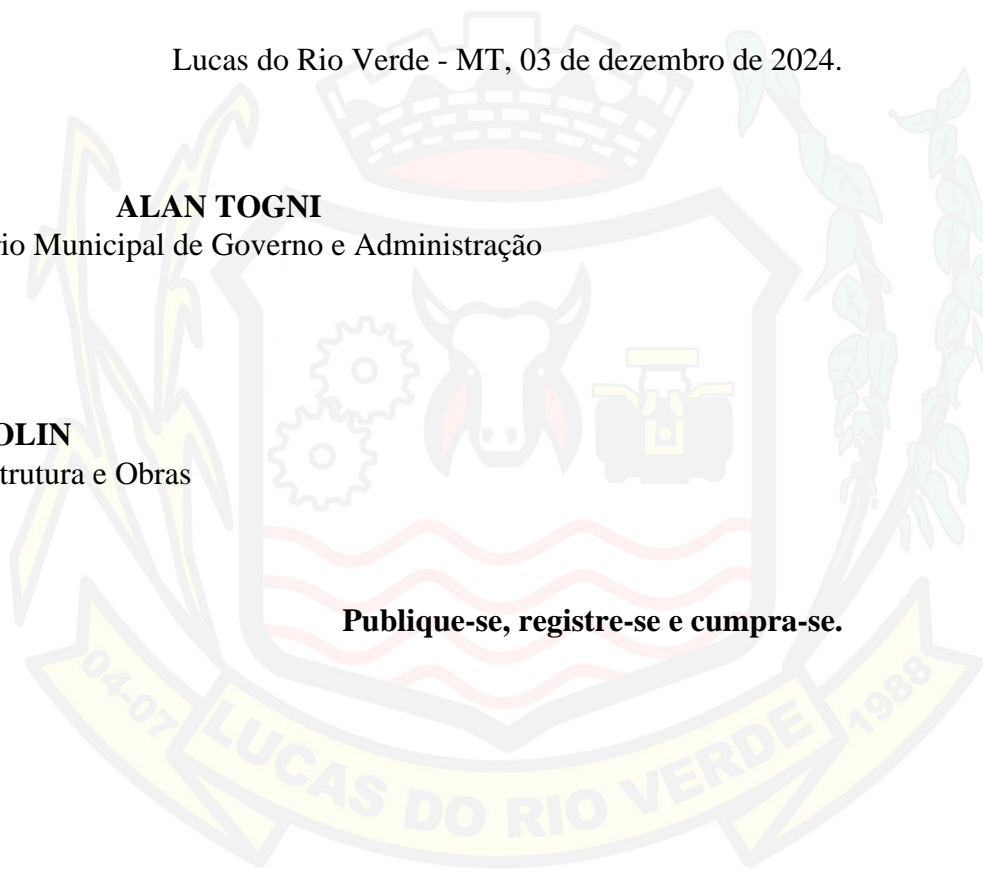 Lucas do Rio Verde - MT, 03 de dezembro de 2024.
ALAN TOGNI
rio Municipal de Governo e Administração
OLIN
trutura e Obras
Publique-se, registre-se e cumpra-se.
04-07 LUCAS DO RIO VERDE 1988